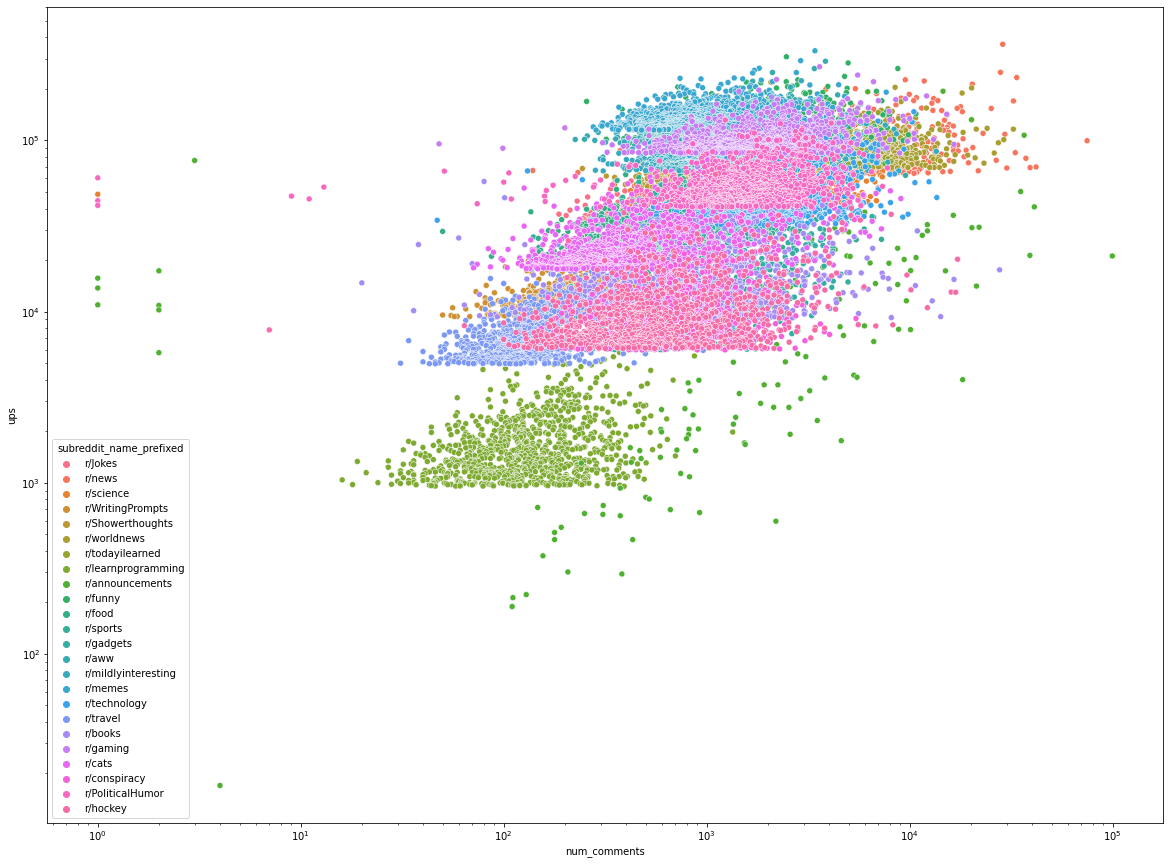 10^5
10^4
ups
10^3
10^2
subreddit_name_prefixed
r/Jokes
r/news
r/science
r/WritingPrompts
r/Showerthoughts
r/worldnews
r/todayilearned
r/learnprogramming
r/announcements
r/funny
r/food
r/sports
r/gadgets
r/aww
r/mildlyinteresting
r/memes
r/technology
r/travel
r/books
r/gaming
r/cats
r/conspiracy
r/PoliticalHumor
r/hockey
10^0 10^1 10^2 10^3 10^4 10^5
num_comments